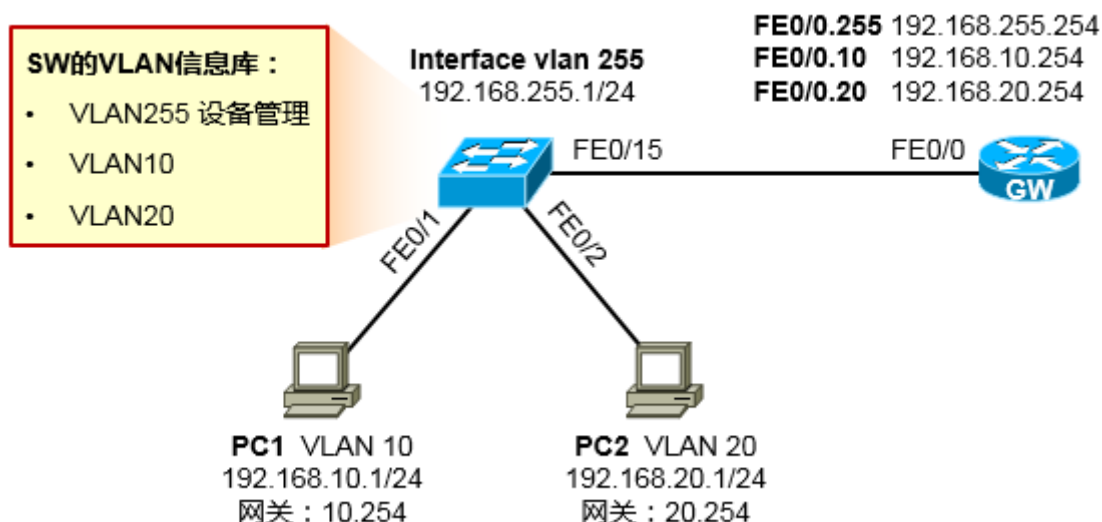 SW的VLAN信息库：
• VLAN255 设备管理
• VLAN10
• VLAN20
Interface vlan 255
192.168.255.1/24
FE0/0.255 192.168.255.254
FE0/0.10 192.168.10.254
FE0/0.20 192.168.20.254
FE0/15
FE0/0
GW
FE0/1
FE0/2
PC1 VLAN 10
192.168.10.1/24
网关：10.254
PC2 VLAN 20
192.168.20.1/24
网关：20.254